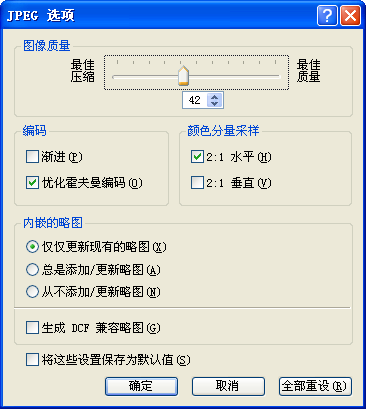 JPEG 选项
图像质量
最佳压缩
最佳质量
42
编码
渐进(P)
优化霍夫曼编码(O)
颜色分量采样
2:1 水平(H)
2:1 垂直(V)
内嵌的略图
仅仅更新现有的略图(X)
总是添加/更新略图(A)
从不添加/更新略图(N)
生成 DCF 兼容略图(G)
将这些设置保存为默认值(S)
确定
取消
全部重设(R)